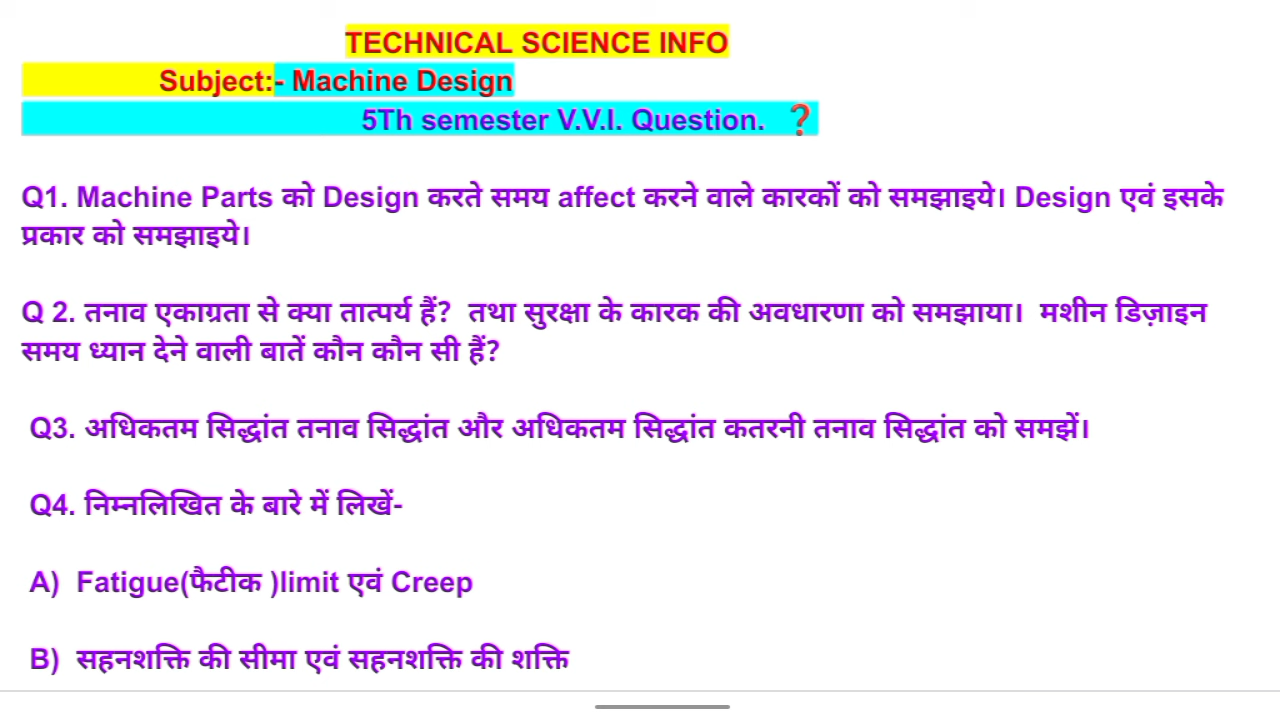 TECHNICAL SCIENCE INFO
Subject:- Machine Design
5Th semester V.V.I. Question. ❓
Q1. Machine Parts को Design करते समय affect करने वाले कारकों को समझाइये। Design एवं इसके
प्रकार को समझाइये।
Q 2. तनाव एकाग्रता से क्या तात्पर्य हैं? तथा सुरक्षा के कारक की अवधारणा को समझाया। मशीन डिज़ाइन
समय ध्यान देने वाली बातें कौन कौन सी हैं?
Q3. अधिकतम सिद्धांत तनाव सिद्धांत और अधिकतम सिद्धांत कतरनी तनाव सिद्धांत को समझें।
Q4. निम्नलिखित के बारे में लिखें-
A) Fatigue(फैटीक )limit एवं Creep
B) सहनशक्ति की सीमा एवं सहनशक्ति की शक्ति